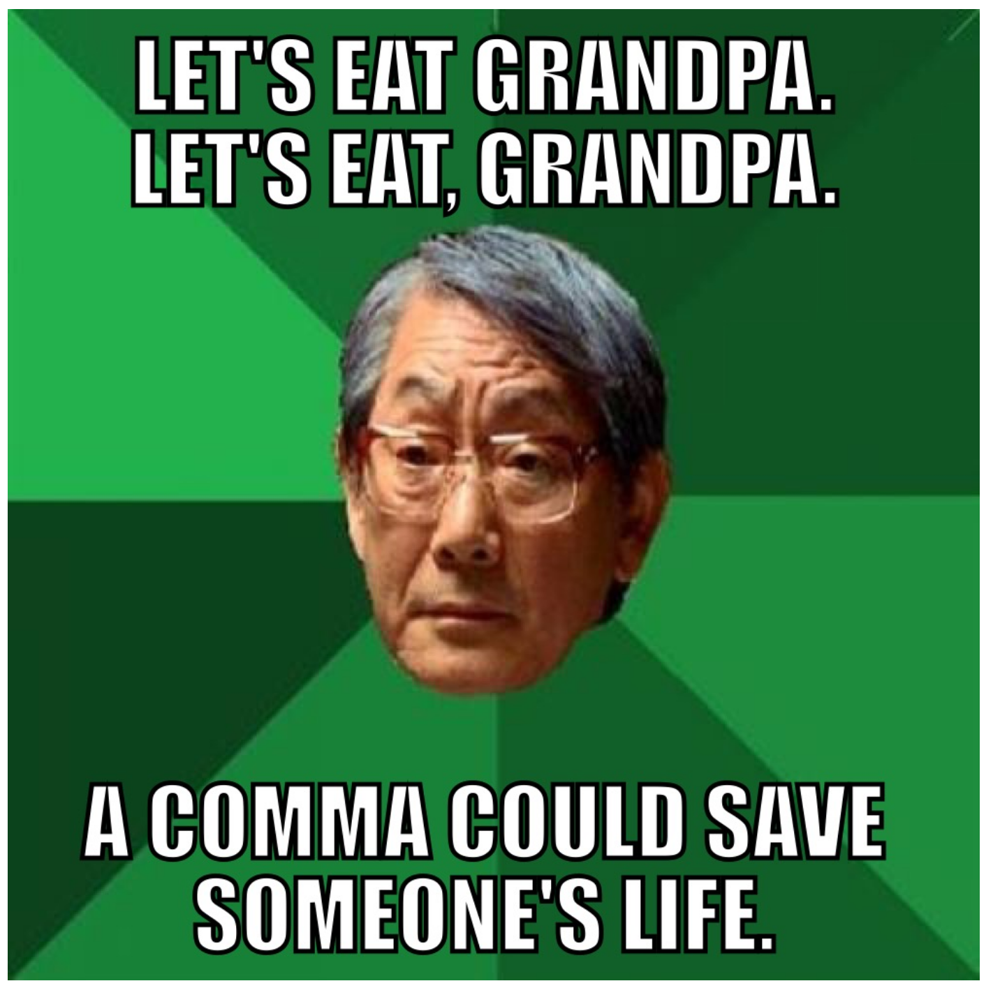 LET'S EAT GRANDPA.
LET'S EAT, GRANDPA.
A COMMA COULD SAVE
SOMEONE'S LIFE.